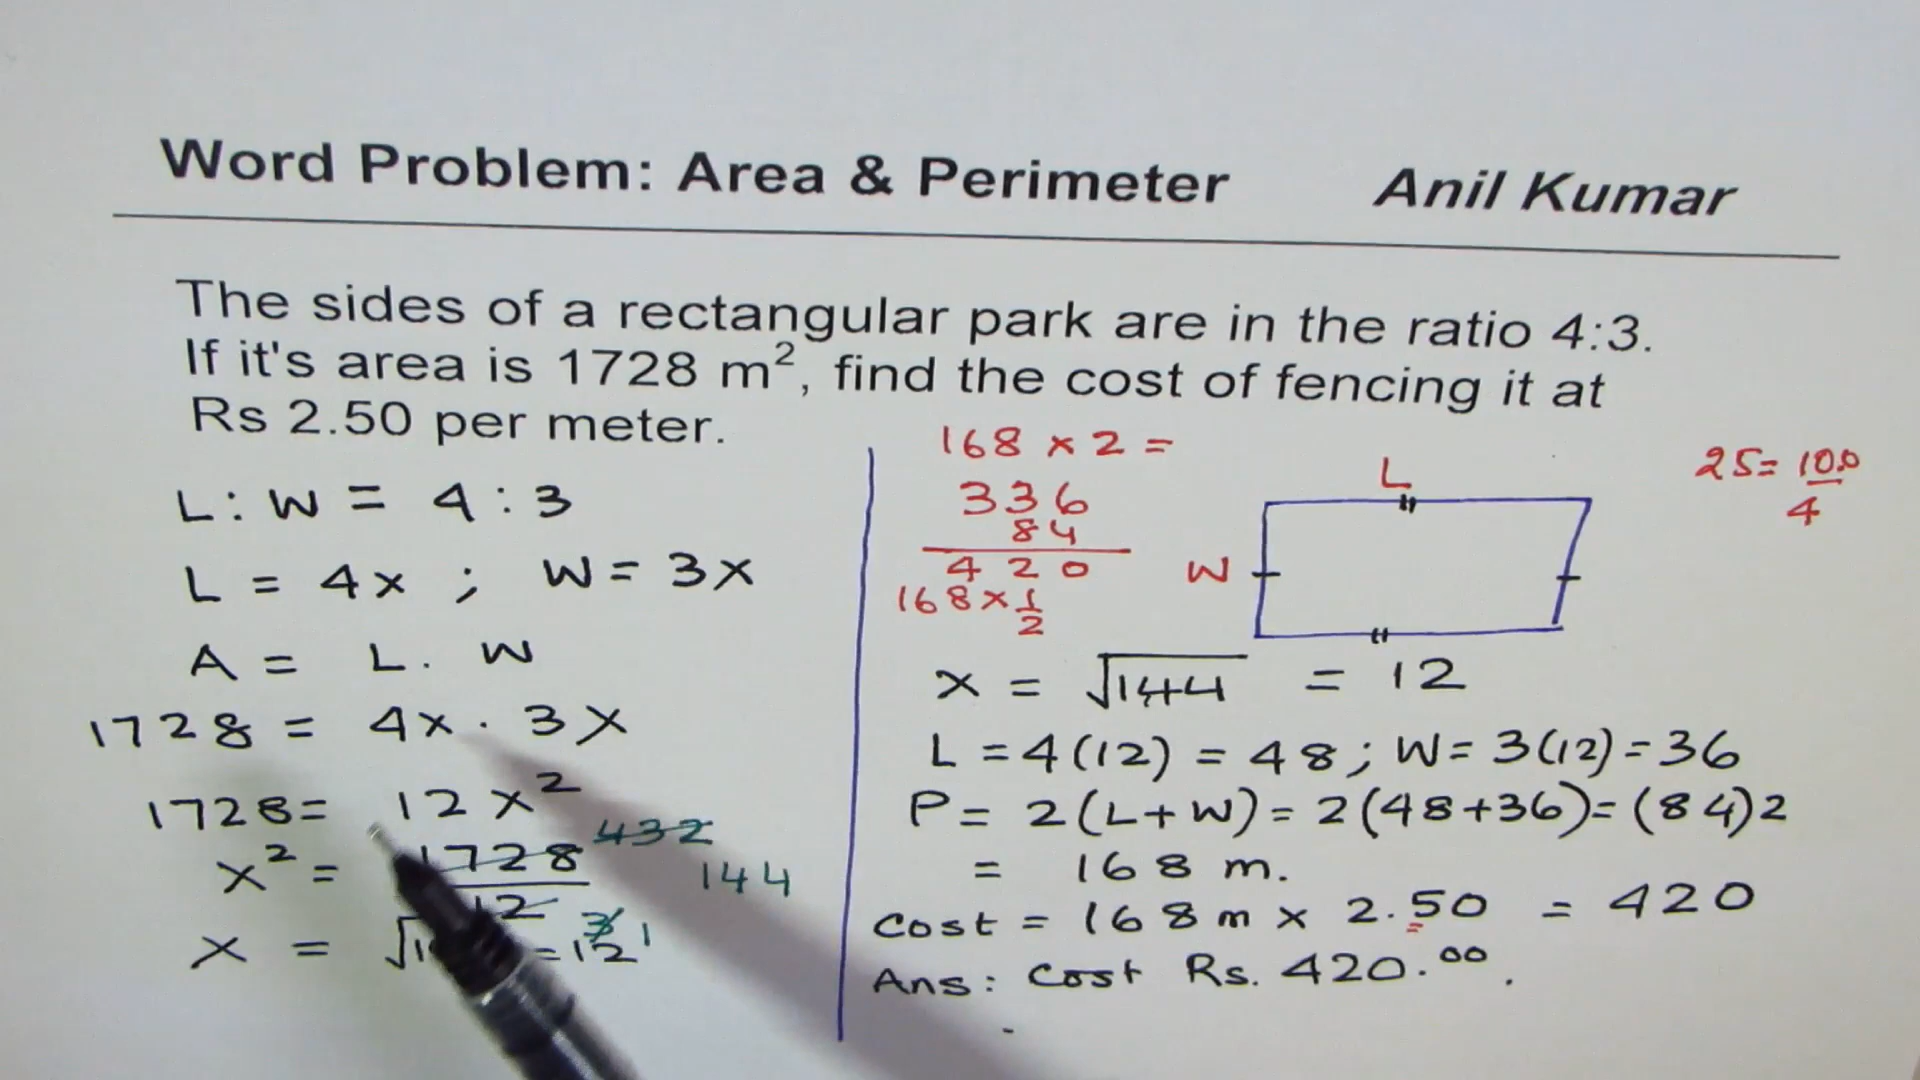 Word Problem: Area & Perimeter Anil Kumar
The sides of a rectangular park are in the ratio 4:3.
If it's area is 1728 m², find the cost of fencing it at
Rs 2.50 per meter.
L : W = 4 : 3
L = 4x ; W = 3x
A = L . W
1728 = 4x . 3x
1728 = 12x²
432
x² = 1728
144
12
3 1
x = √1 = 12
168 x 2 =
336
84
420
168 x 1
2
L
W
25 = 100
4
x = √144 = 12
L = 4(12) = 48 ; W = 3(12) = 36
P = 2(L+W) = 2(48+36) = (84)2
= 168 m.
Cost = 168 m x 2.50 = 420
Ans: Cost Rs. 420.00.